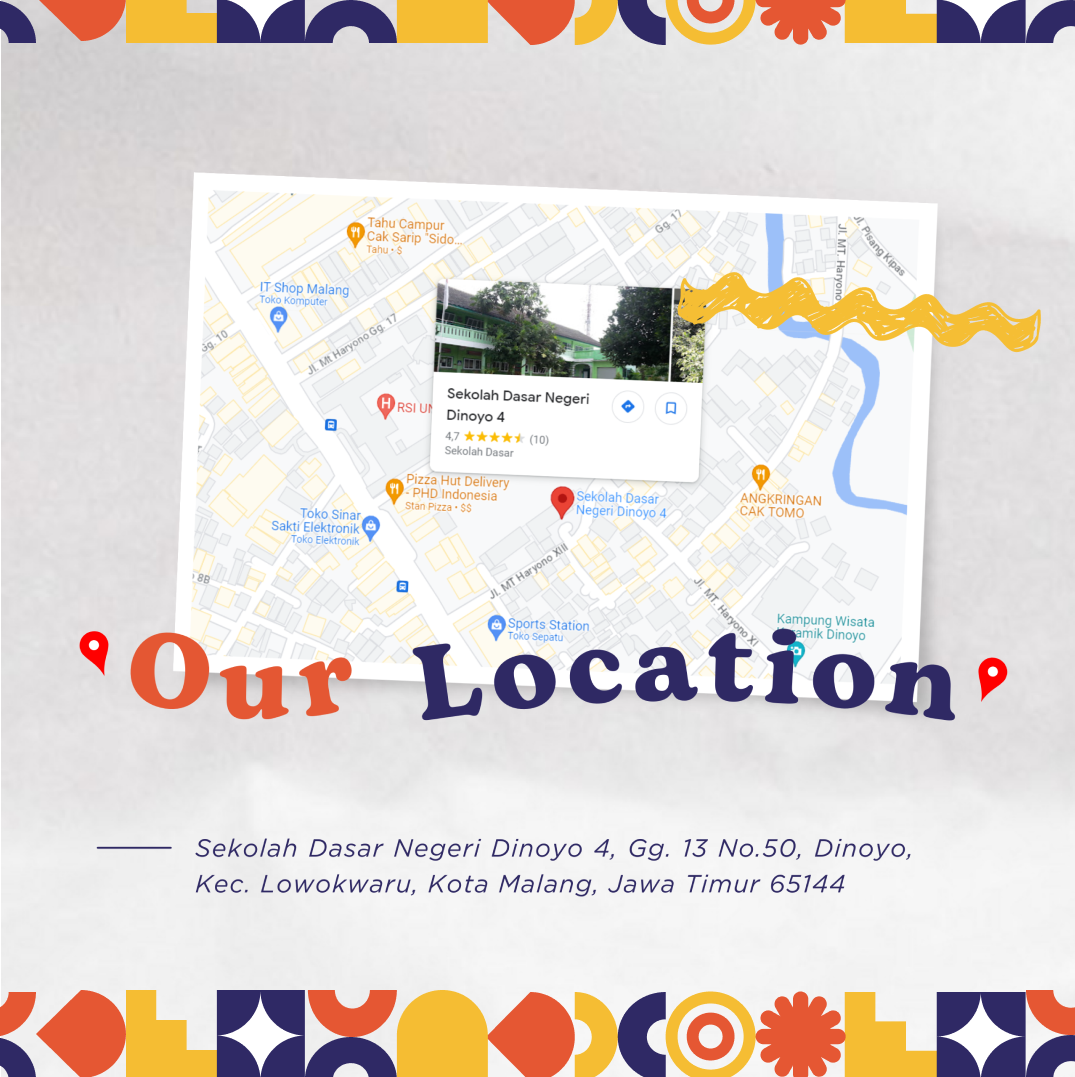 Gg. 17
Jl. Pisang Kipas
Jl. MT. Haryono
Tahu Campur
Cak Sarip "Sido...
Tahu • $
IT Shop Malang
Toko Komputer
Gg. 10
Jl. Mt Haryono Gg. 17
Sekolah Dasar Negeri
Dinoyo 4
4,7 (10)
Sekolah Dasar
RSI
Pizza Hut Delivery
- PHD Indonesia
Stan Pizza • $$
Sekolah Dasar
Negeri Dinoyo 4
ANGKRINGAN
CAK TOMO
Toko Sinar
Sakti Elektronik
Toko Elektronik
Jl. MT Haryono XIII
8B
Jl. MT. Haryono XI
Sports Station
Toko Sepatu
Kampung Wisata
Dinoyo
Our Location
Sekolah Dasar Negeri Dinoyo 4, Gg. 13 No.50, Dinoyo,
Kec. Lowokwaru, Kota Malang, Jawa Timur 65144